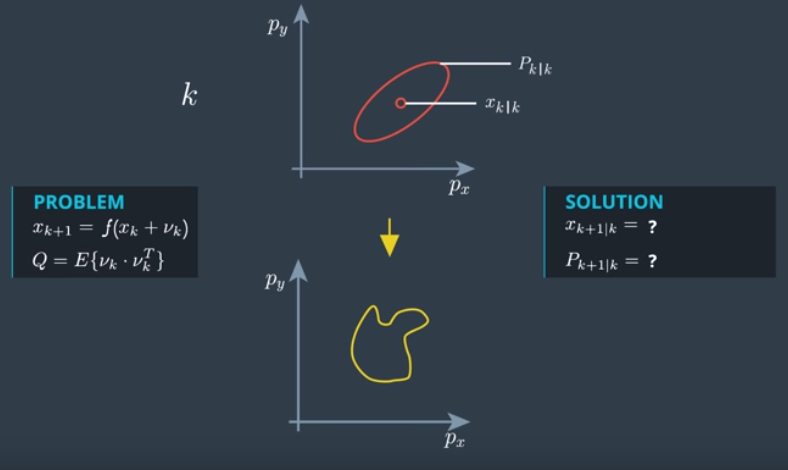 p_y
P_{k|k}
k
x_{k|k}
p_x
PROBLEM
x_{k+1} = f(x_k + ν_k)
Q = E{ν_k · ν_k^T}
SOLUTION
x_{k+1|k} = ?
P_{k+1|k} = ?
p_y
p_x